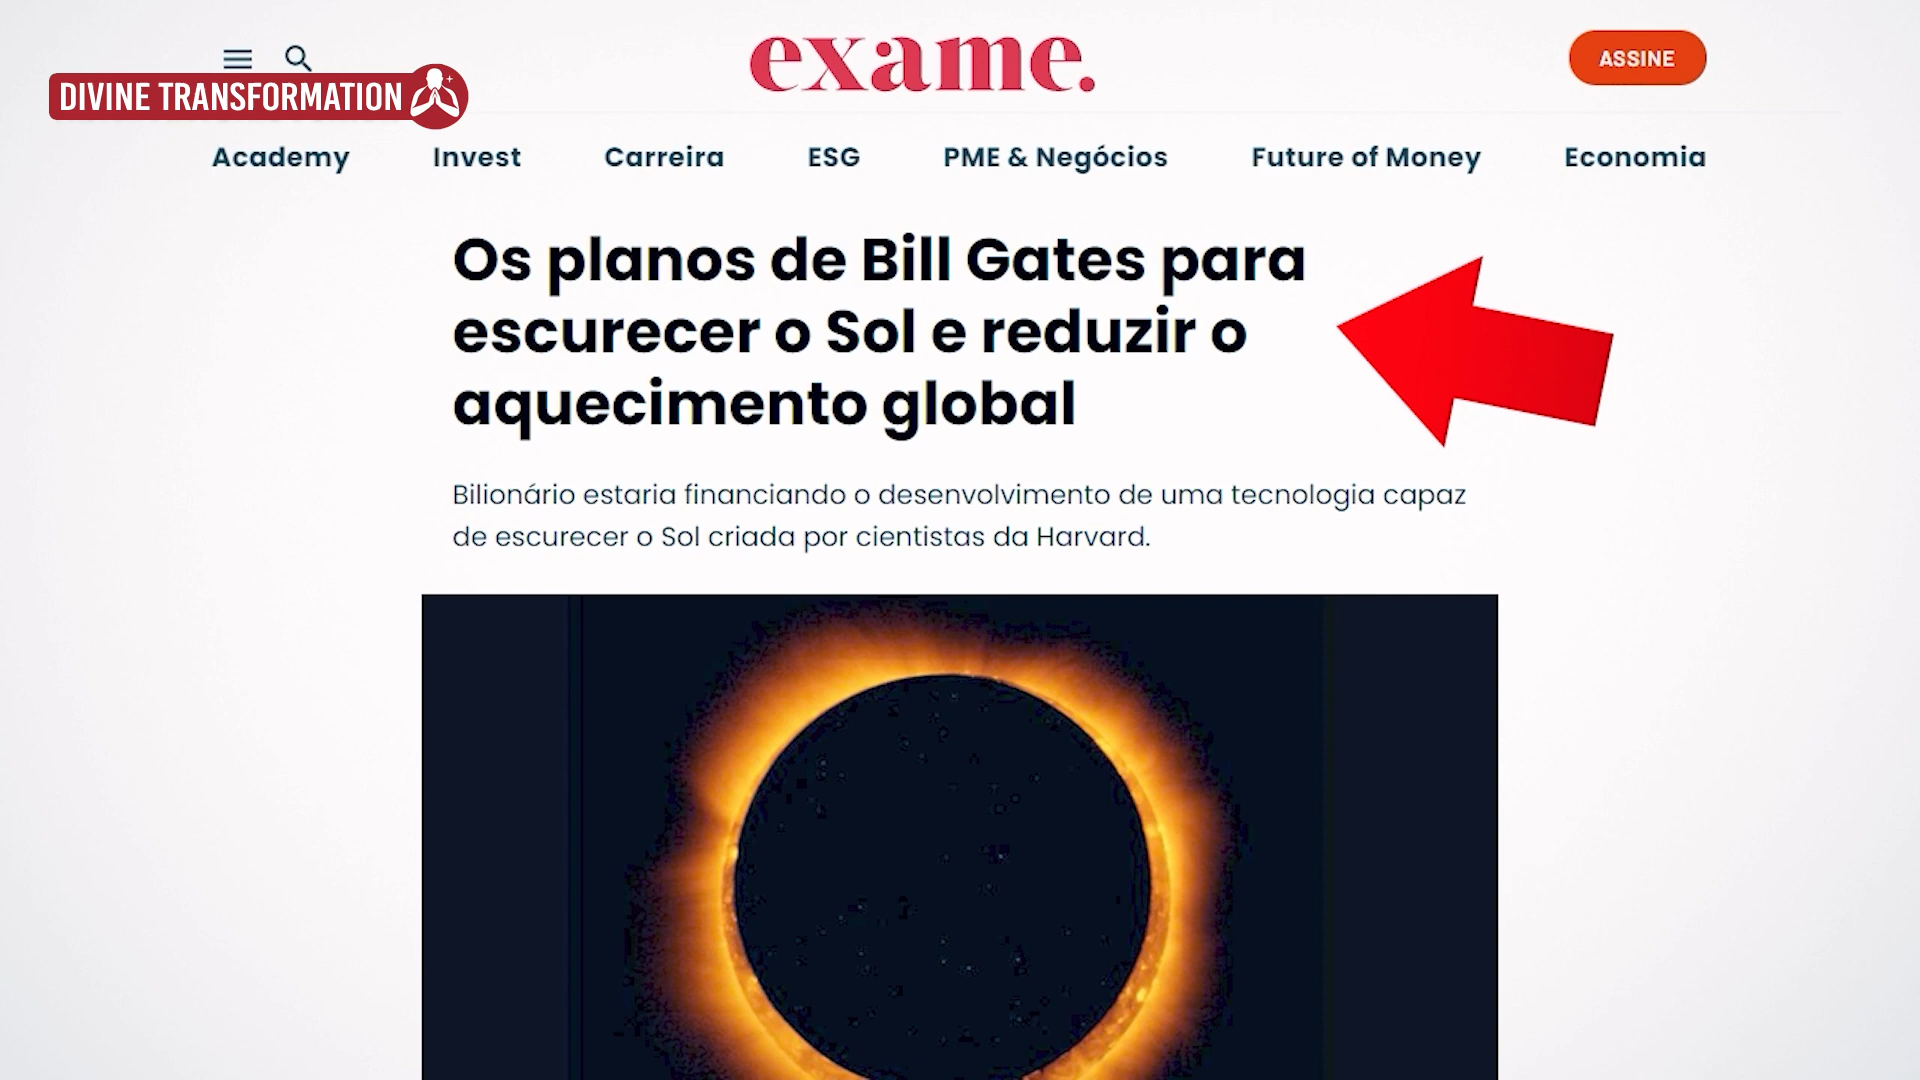 exame.
ASSINE
DIVINE TRANSFORMATION
Academy Invest Carreira ESG PME & Negócios Future of Money Economia
Os planos de Bill Gates para
escurecer o Sol e reduzir o
aquecimento global
Bilionário estaria financiando o desenvolvimento de uma tecnologia capaz
de escurecer o Sol criada por cientistas da Harvard.